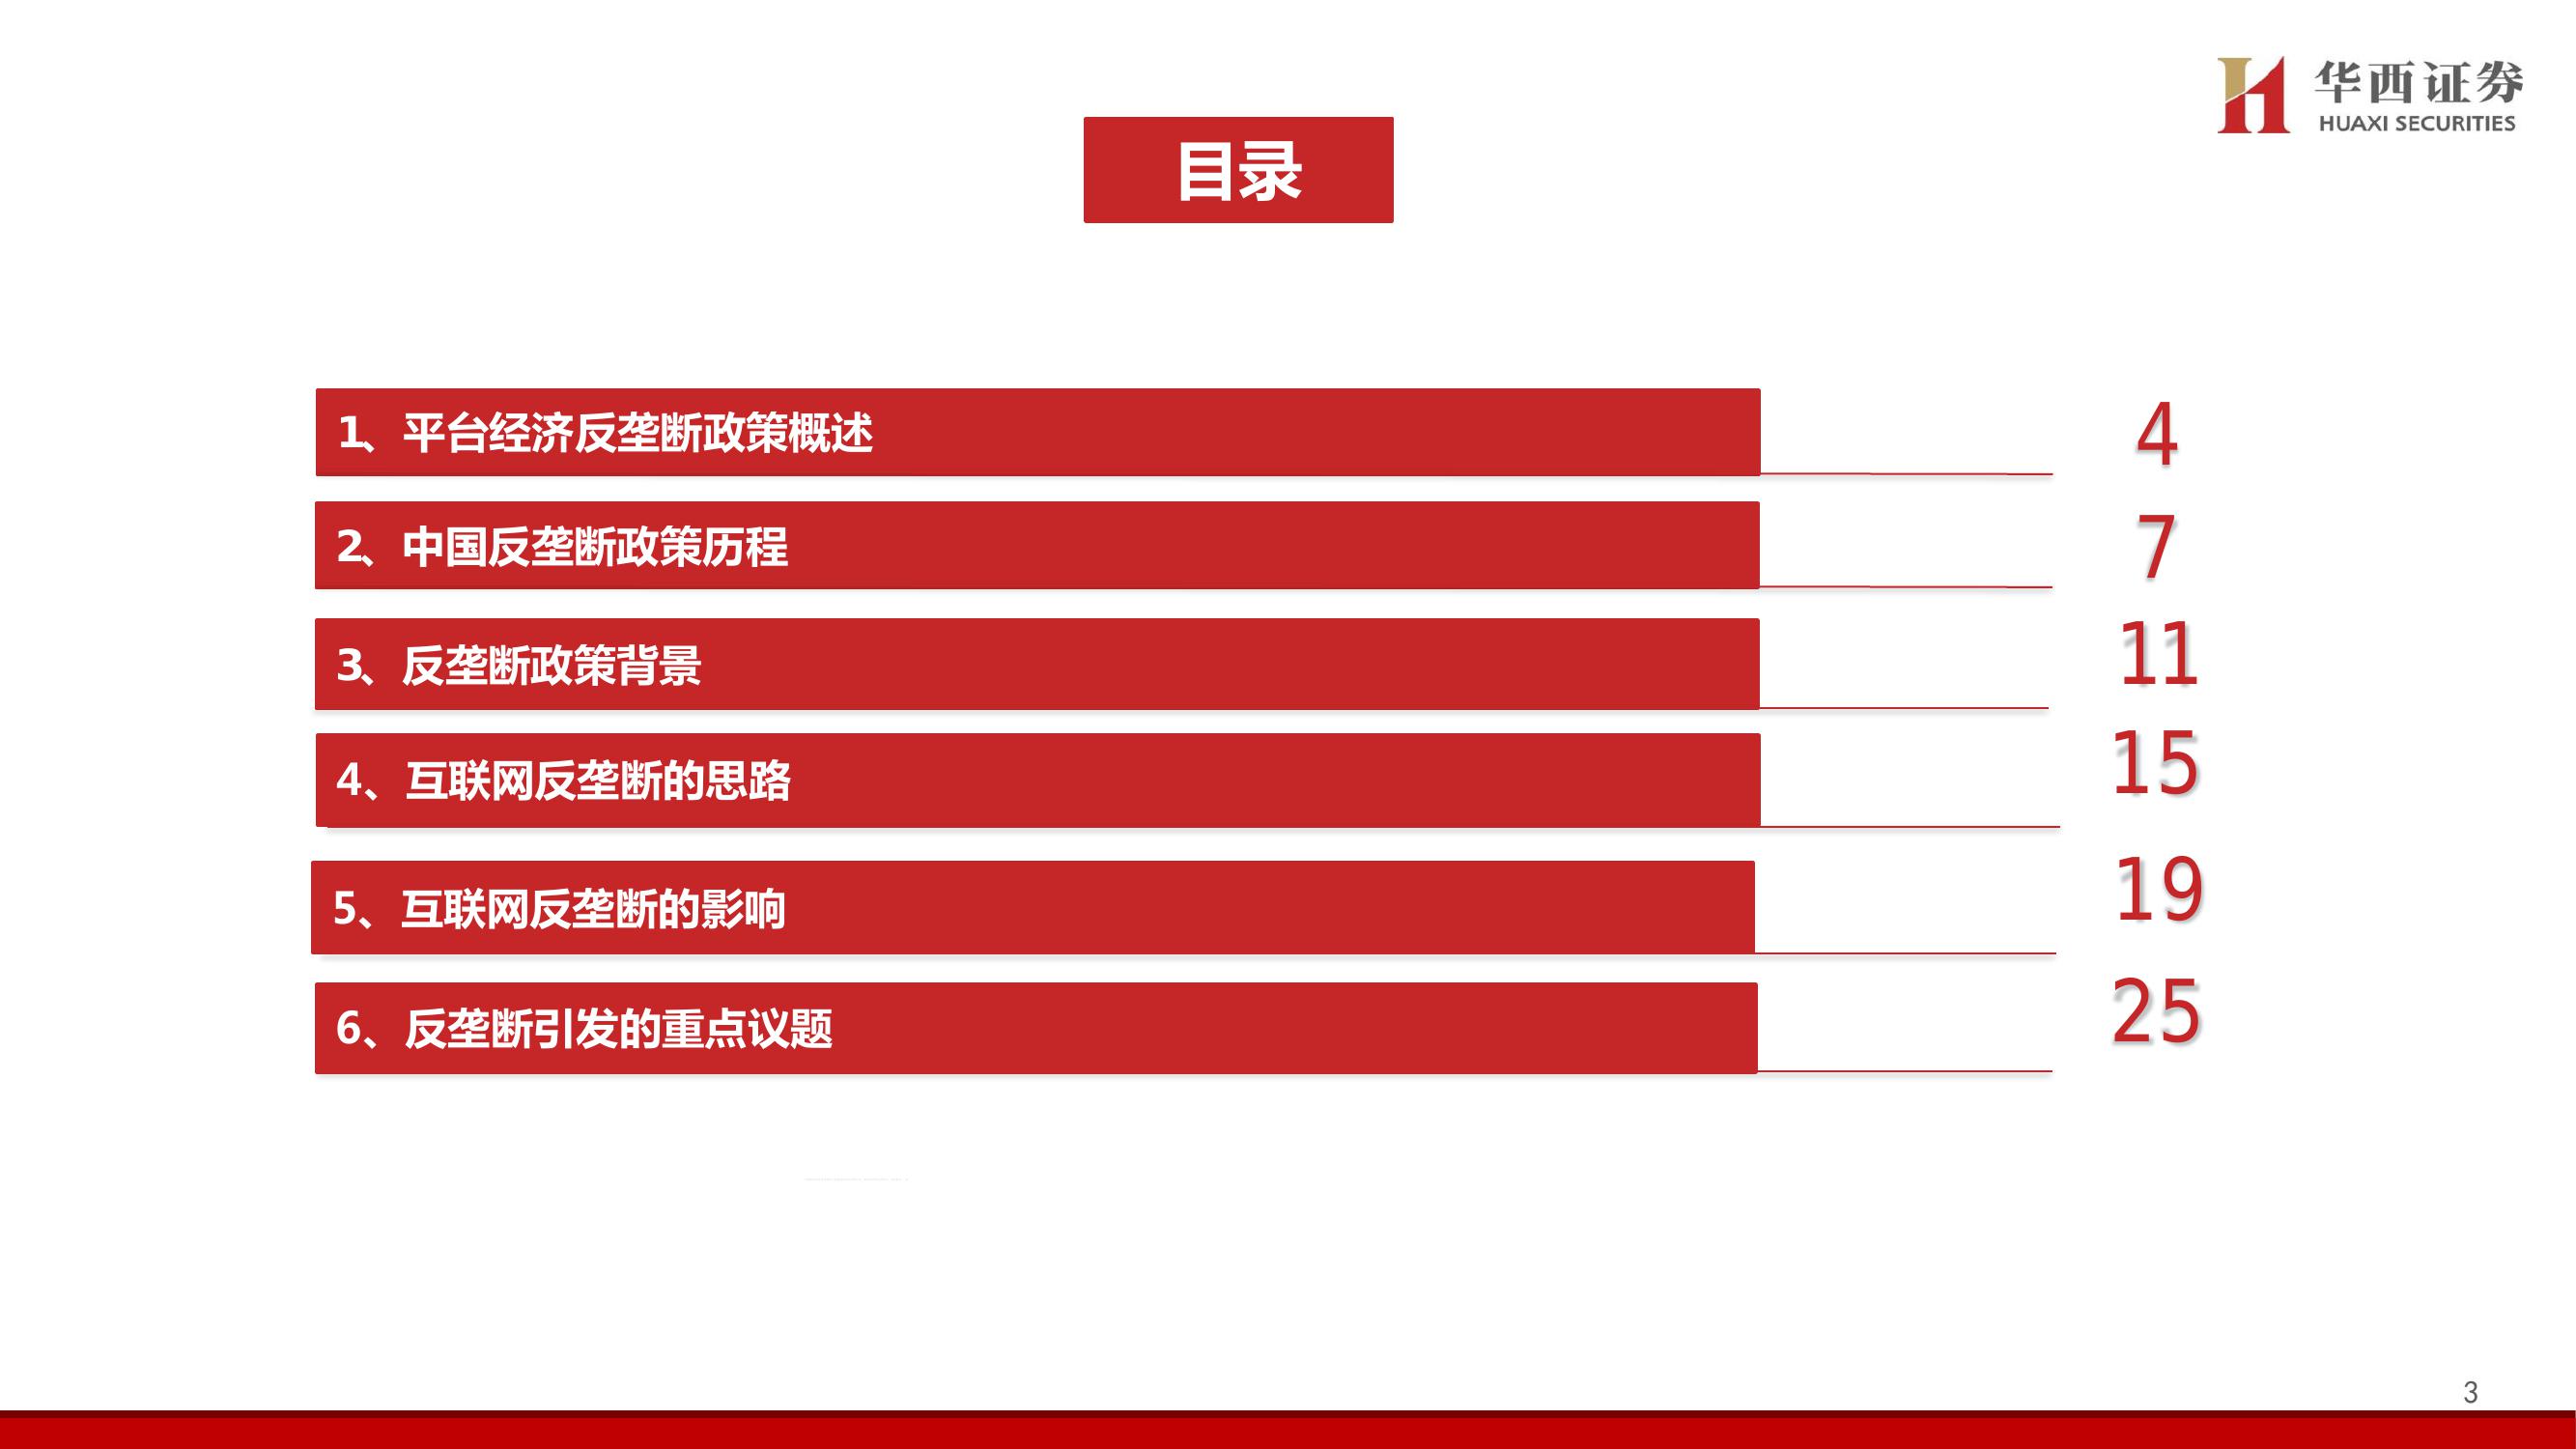 华西证券
HUAXI SECURITIES
目录
1、平台经济反垄断政策概述 4
2、中国反垄断政策历程 7
3、反垄断政策背景 11
4、互联网反垄断的思路 15
5、互联网反垄断的影响 19
6、反垄断引发的重点议题 25
3